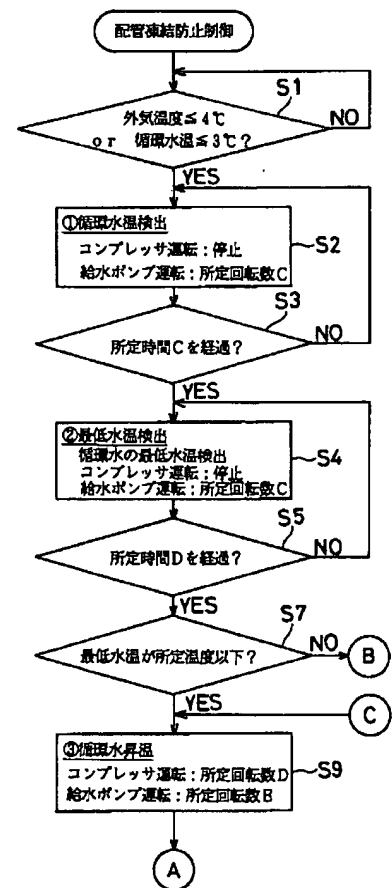 配管凍結防止制御
S1
外気温度≦4℃
or 循環水温≦3℃?
NO
YES
①循環水温検出
コンプレッサ運転:停止
給水ポンプ運転:所定回転数C
S2
S3
所定時間Cを経過?
NO
YES
②最低水温検出
循環水の最低水温検出
コンプレッサ運転:停止
給水ポンプ運転:所定回転数C
S4
S5
所定時間Dを経過?
NO
YES
S7
最低水温が所定温度以下?
NO
B
YES
C
③循環水昇温
コンプレッサ運転:所定回転数D
給水ポンプ運転:所定回転数E
S9
A